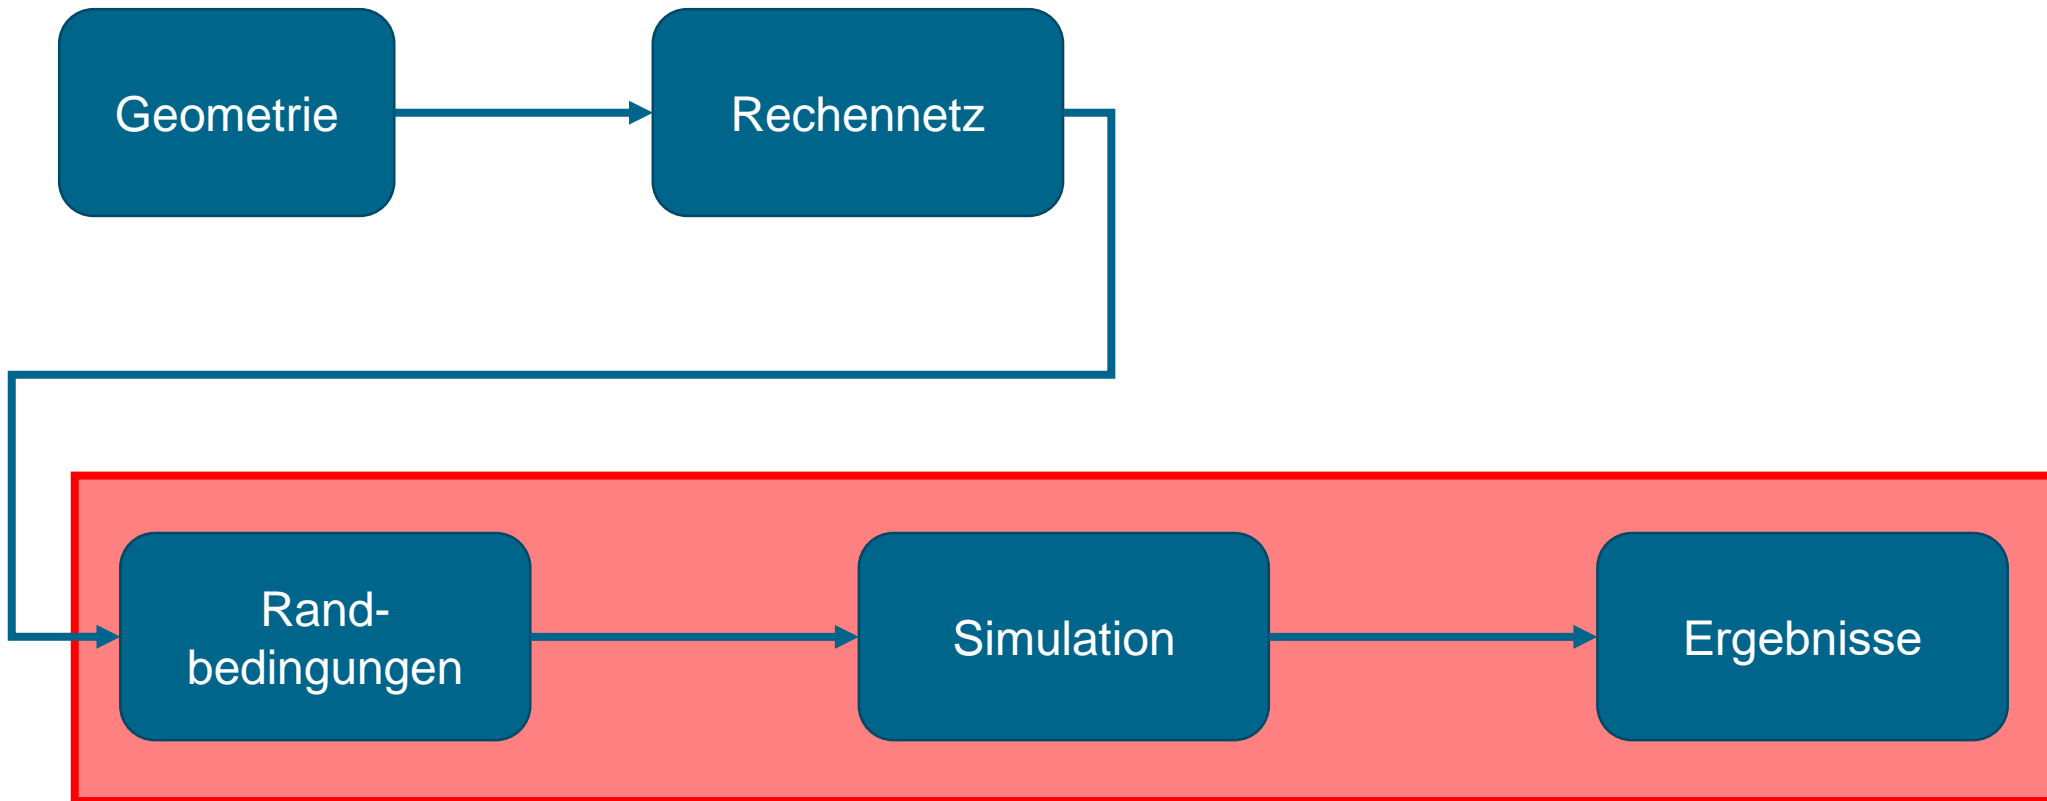 Geometrie
Rechennetz
Rand-
bedingungen
Simulation
Ergebnisse